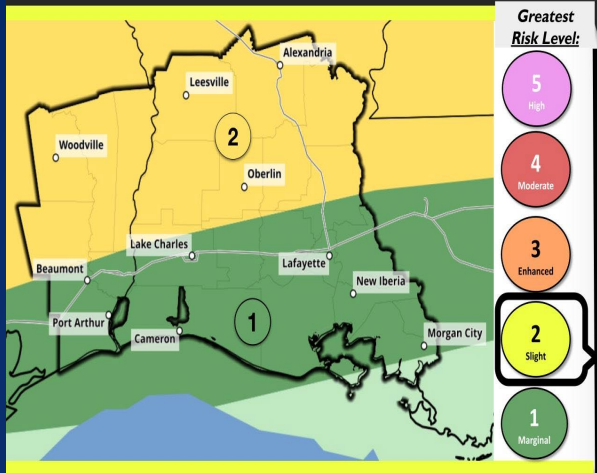 Greatest
Risk Level:
Alexandria
Leesville
5
High
2
Woodville
Oberlin
4
Moderate
Lake Charles
Lafayette
3
Enhanced
Beaumont
New Iberia
Port Arthur
1
Cameron
Morgan City
2
Slight
1
Marginal